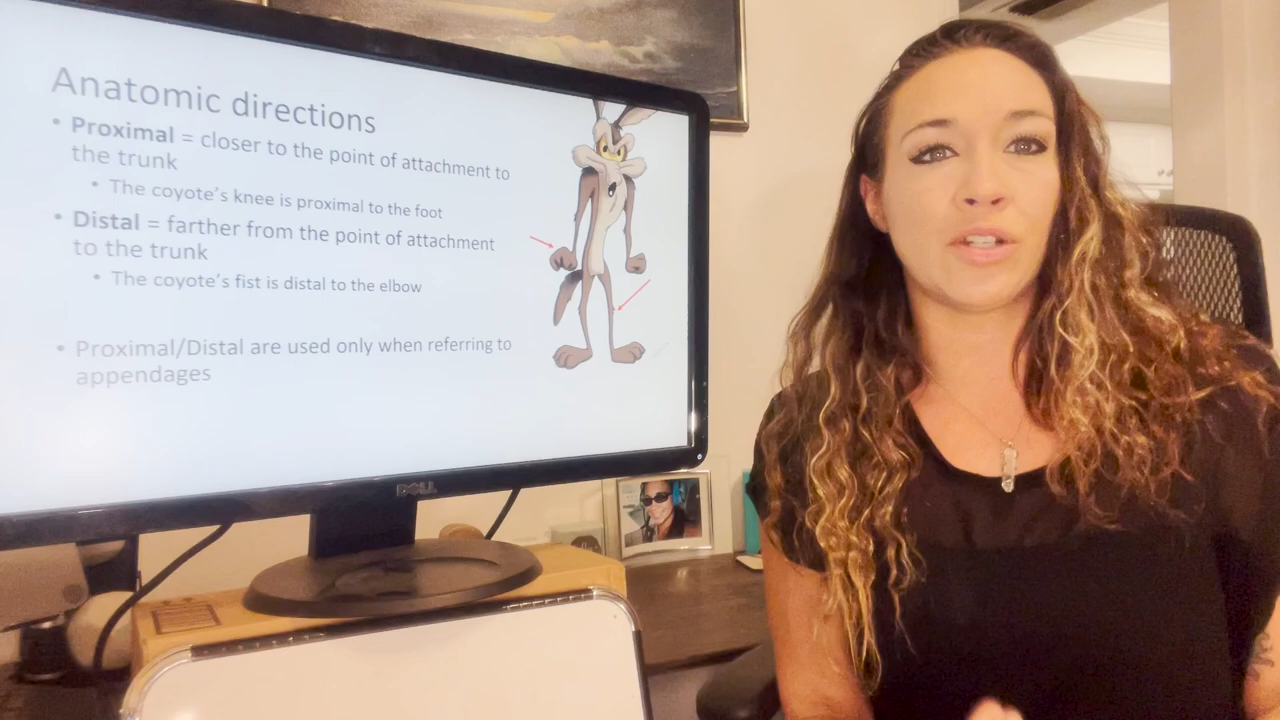 Anatomic directions
• Proximal = closer to the point of attachment to
the trunk
• The coyote's knee is proximal to the foot
• Distal = farther from the point of attachment
to the trunk
• The coyote's fist is distal to the elbow
• Proximal/Distal are used only when referring to
appendages
DELL